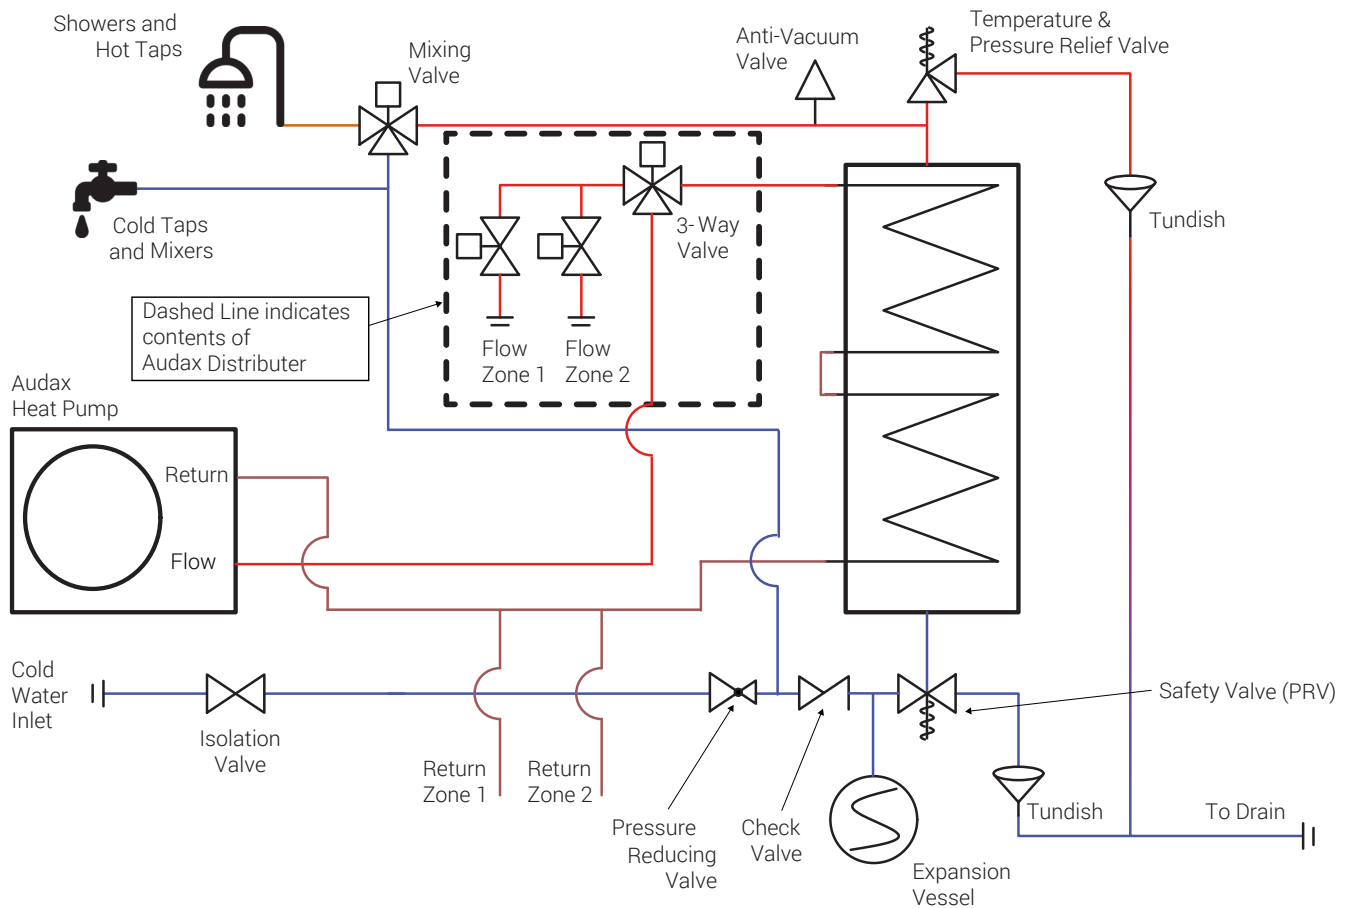 Showers and
Hot Taps
Mixing
Valve
Anti-Vacuum
Valve
Temperature &
Pressure Relief Valve
Cold Taps
and Mixers
3-Way
Valve
Tundish
Dashed Line indicates
contents of
Audax Distributer
Flow
Zone 1
Flow
Zone 2
Audax
Heat Pump
Return
Flow
Cold
Water
Inlet
Isolation
Valve
Return
Zone 1
Return
Zone 2
Safety Valve (PRV)
Pressure
Reducing
Valve
Check
Valve
Tundish
To Drain
Expansion
Vessel